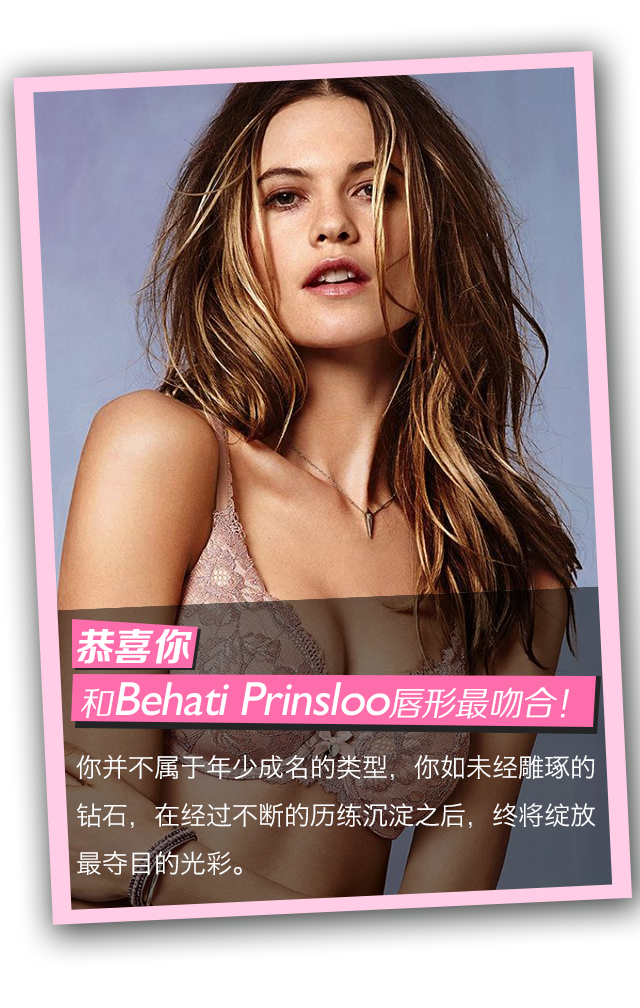 恭喜你
和Behati Prinsloo唇形最吻合！
你并不属于年少成名的类型，你如未经雕琢的
钻石，在经过不断的历练沉淀之后，终将绽放
最夺目的光彩。